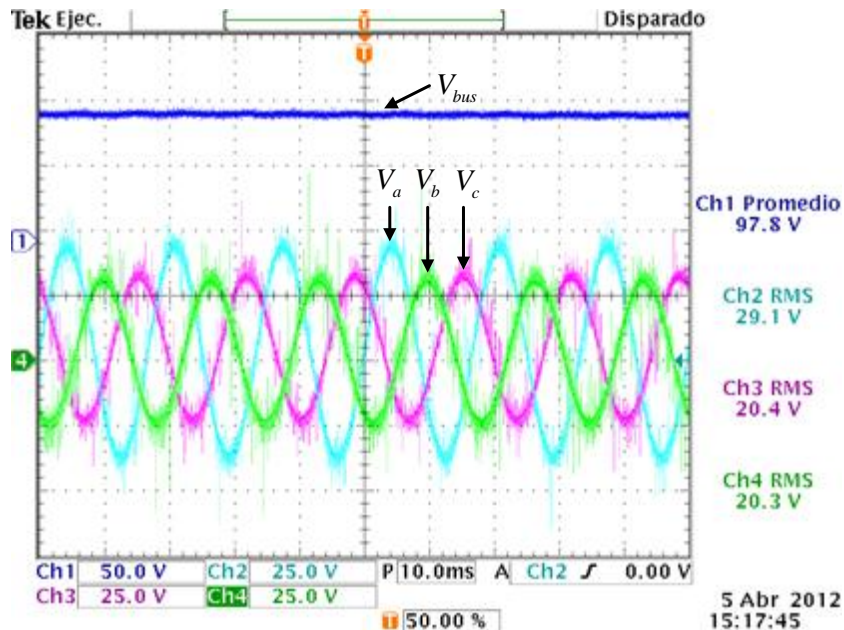 Tek Ejec. T Disparado
T
V_bus
V_a V_b V_c
Ch1 Promedio
97.8 V
1
Ch2 RMS
29.1 V
4
Ch3 RMS
20.4 V
Ch4 RMS
20.3 V
Ch1 50.0 V Ch2 25.0 V P 10.0ms A Ch2 0.00 V
Ch3 25.0 V Ch4 25.0 V
T 50.00 %
5 Abr 2012
15:17:45